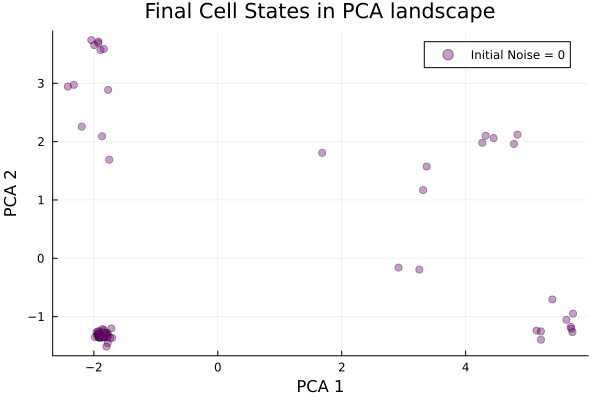 Final Cell States in PCA landscape
Initial Noise = 0
PCA 2
3
2
1
0
−1
−2
0
2
4
PCA 1